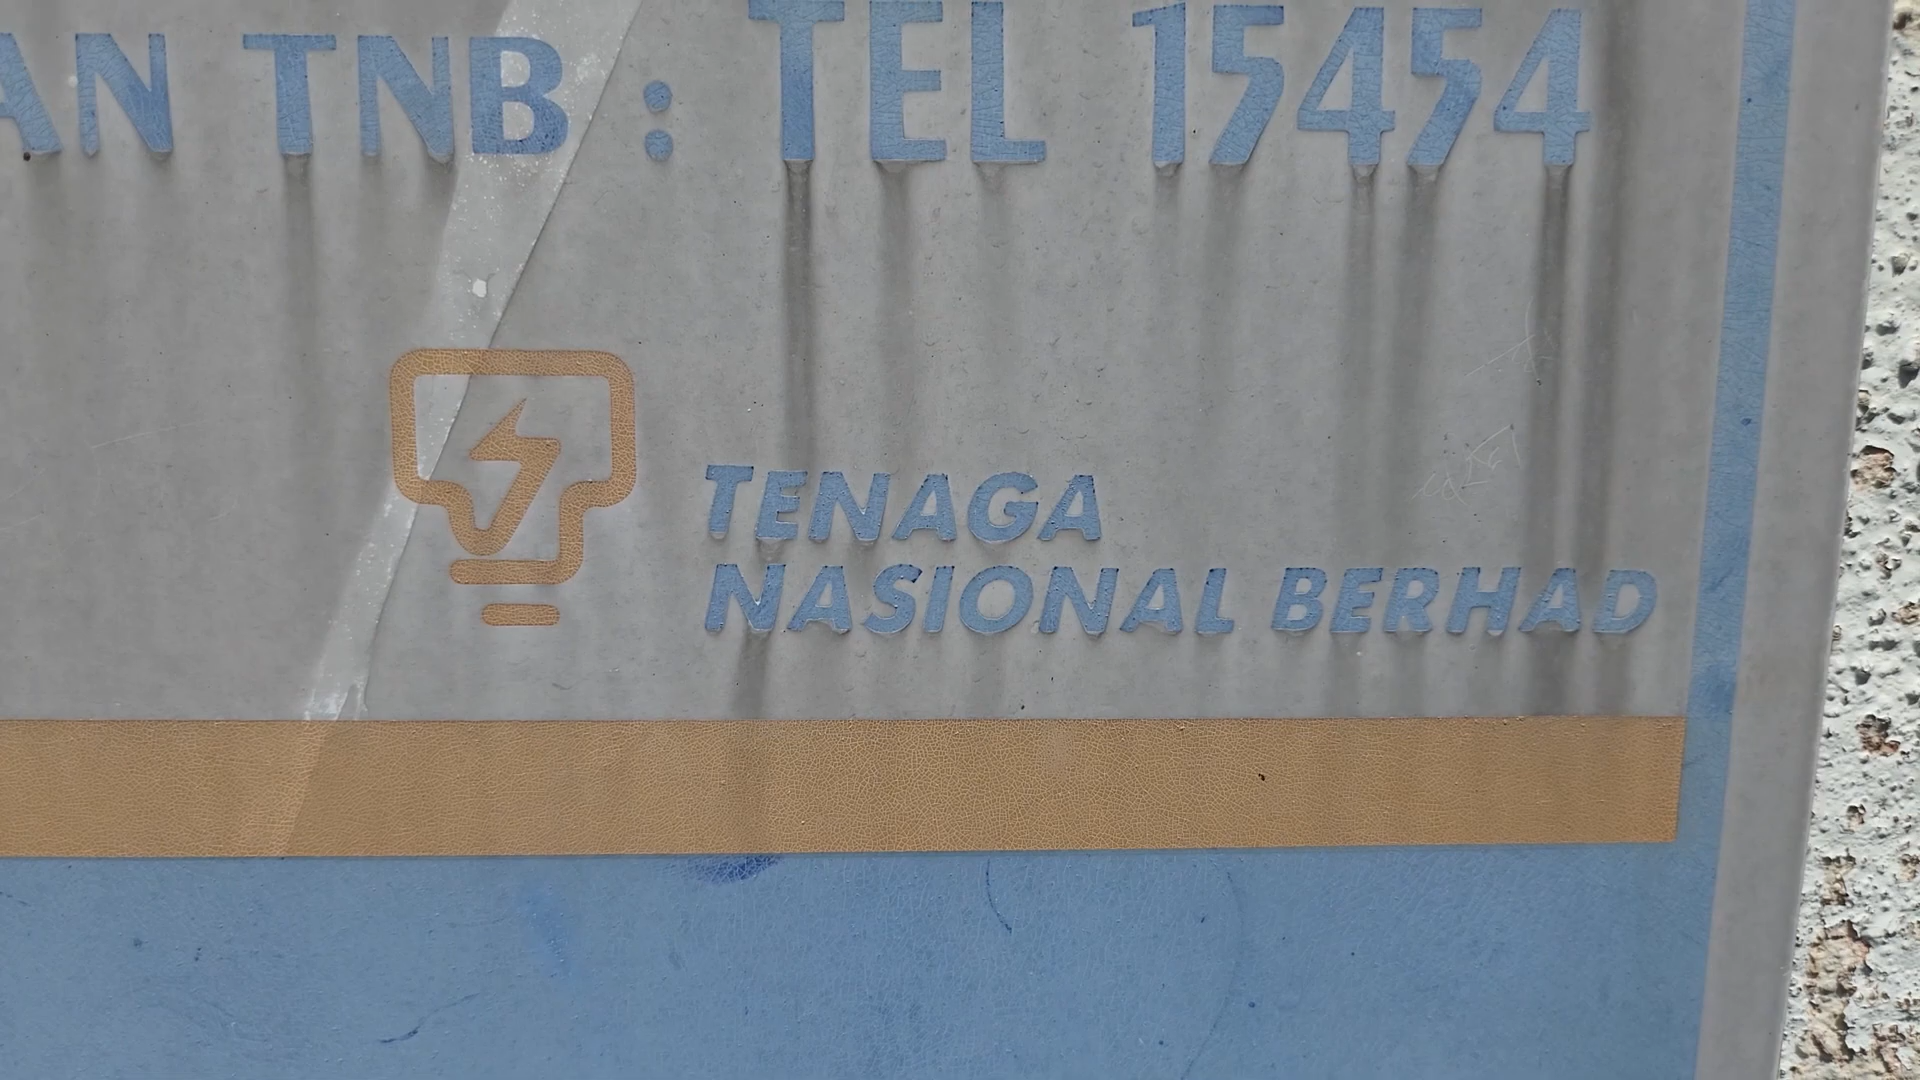 AN TNB : TEL 15454
TENAGA
NASIONAL BERHAD